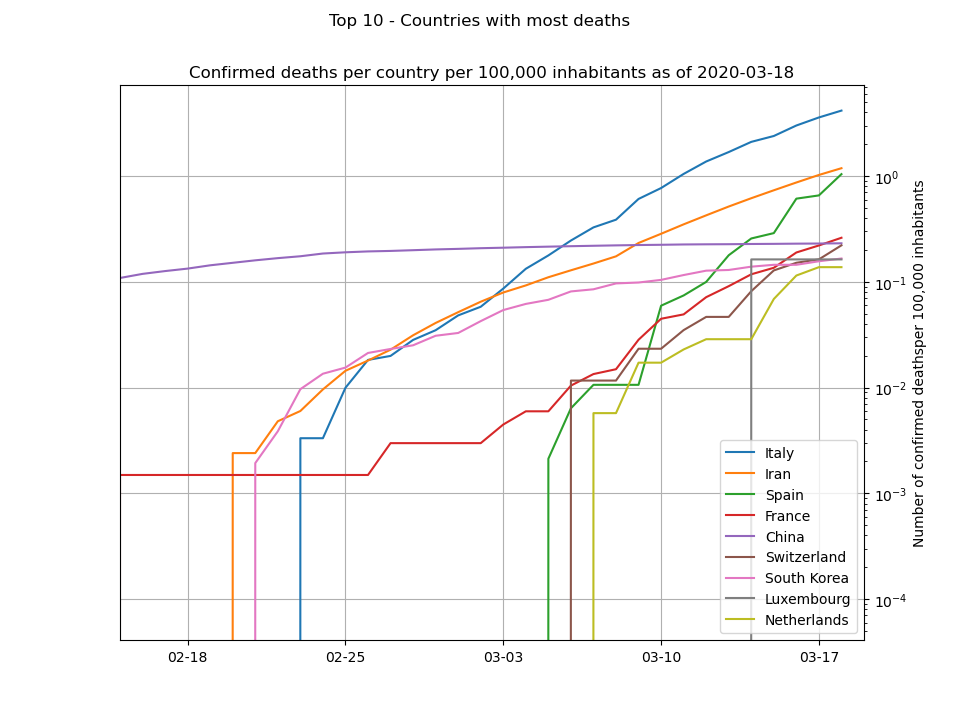 Top 10 - Countries with most deaths
Confirmed deaths per country per 100,000 inhabitants as of 2020-03-18
10⁰
10⁻¹
10⁻²
10⁻³
10⁻⁴
Number of confirmed deathsper 100,000 inhabitants
Italy
Iran
Spain
France
China
Switzerland
South Korea
Luxembourg
Netherlands
02-18 02-25 03-03 03-10 03-17